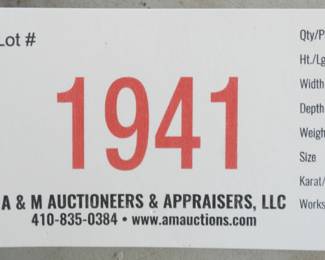 Lot #
1941
A & M AUCTIONEERS & APPRAISERS, LLC
410-835-0384 • www.amauctions.com
Qty/P
Ht./Lg
Width
Depth
Weigh
Size
Karat/
Works